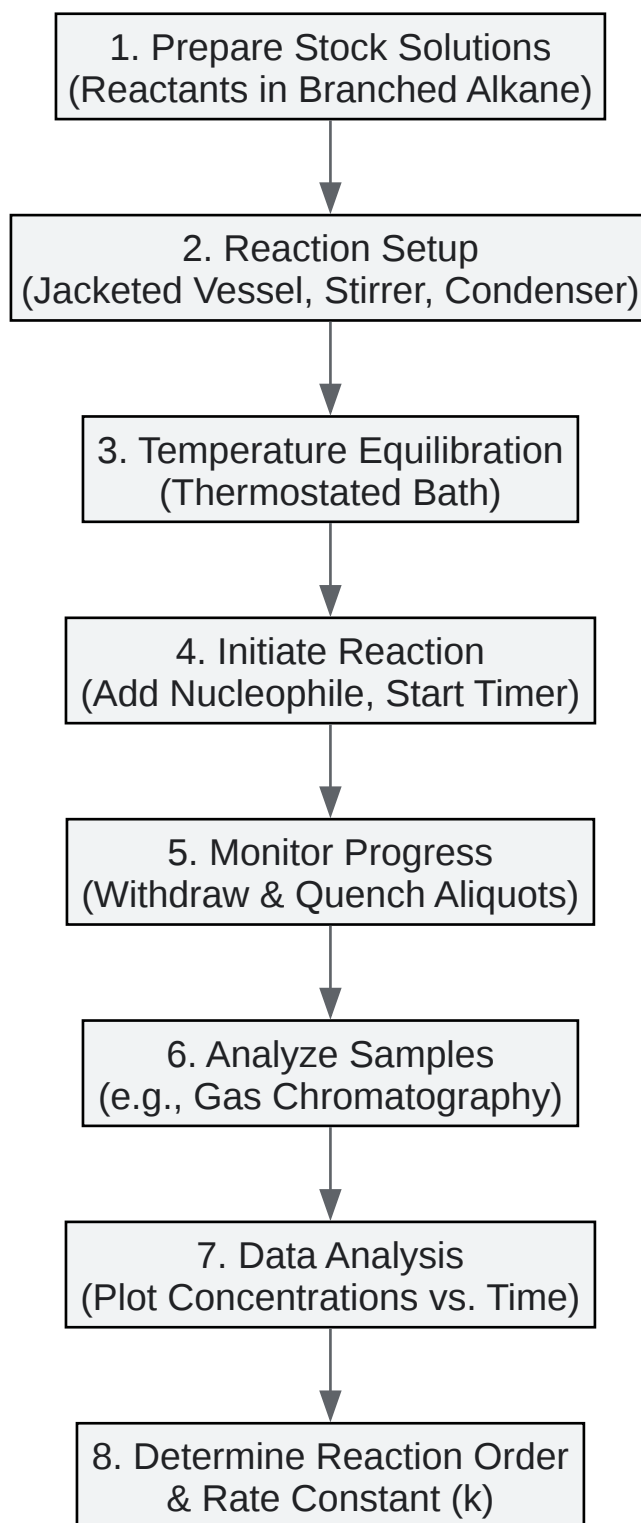 1. Prepare Stock Solutions
(Reactants in Branched Alkane)
2. Reaction Setup
(Jacketed Vessel, Stirrer, Condenser)
3. Temperature Equilibration
(Thermostated Bath)
4. Initiate Reaction
(Add Nucleophile, Start Timer)
5. Monitor Progress
(Withdraw & Quench Aliquots)
6. Analyze Samples
(e.g., Gas Chromatography)
7. Data Analysis
(Plot Concentrations vs. Time)
8. Determine Reaction Order
& Rate Constant (k)